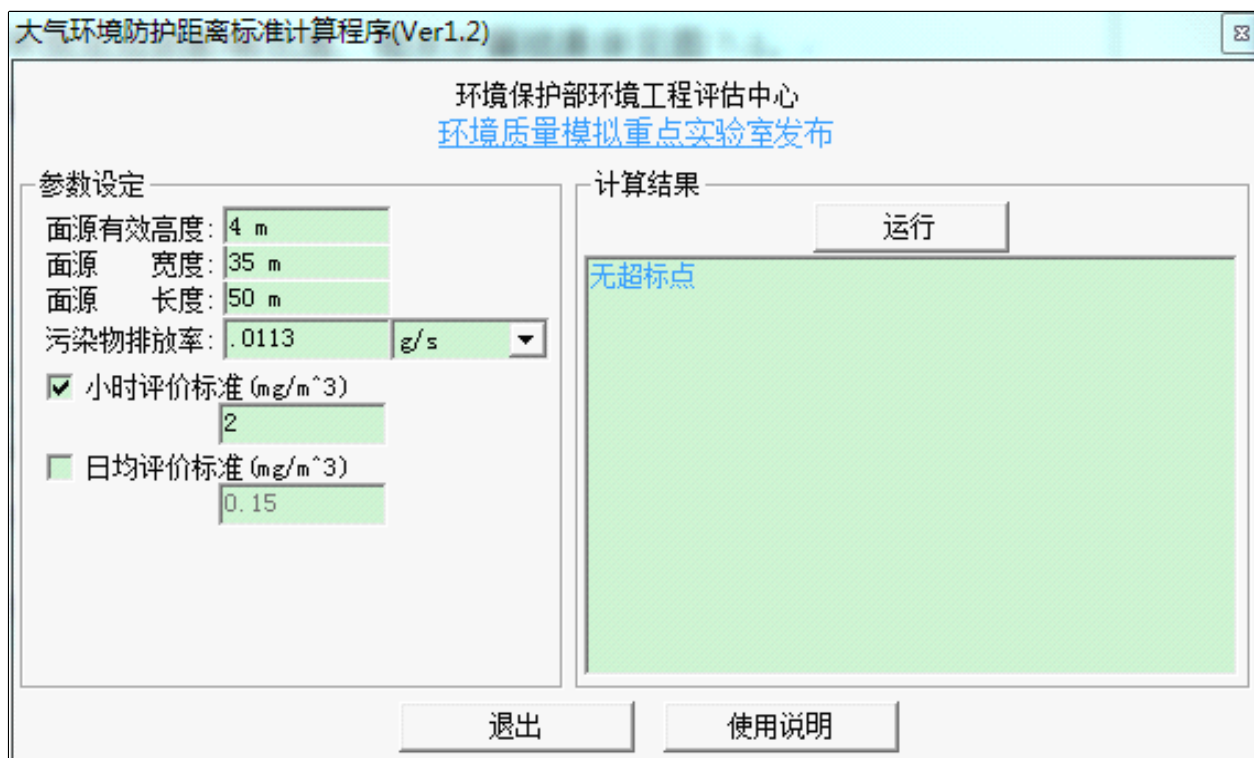 大气环境防护距离标准计算程序(Ver1.2)
环境保护部环境工程评估中心
环境质量模拟重点实验室发布
参数设定
面源有效高度: 4 m
面源 宽度: 35 m
面源 长度: 50 m
污染物排放率: .0113 g/s
小时评价标准(mg/m^3)
2
日均评价标准(mg/m^3)
0.15
计算结果
运行
无超标点
退出 使用说明